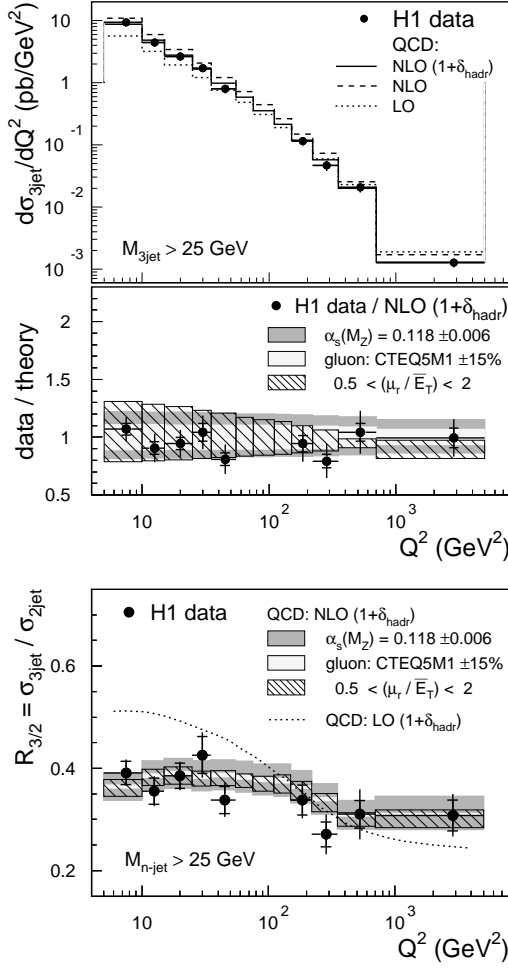 dσ₃jet/dQ² (pb/GeV²)
10
1
10⁻¹
10⁻²
10⁻³
H1 data
QCD:
NLO (1+δhadr)
NLO
LO
M₃jet > 25 GeV
data / theory
2
1.5
1
0.5
H1 data / NLO (1+δhadr)
αs(MZ) = 0.118 ±0.006
gluon: CTEQ5M1 ±15%
0.5 < (μr / E̅T) < 2
10 10² 10³
Q² (GeV²)
R₃/₂ = σ₃jet / σ₂jet
0.6
0.4
0.2
H1 data
QCD: NLO (1+δhadr)
αs(MZ) = 0.118 ±0.006
gluon: CTEQ5M1 ±15%
0.5 < (μr / E̅T) < 2
QCD: LO (1+δhadr)
Mn-jet > 25 GeV
10 10² 10³
Q² (GeV²)